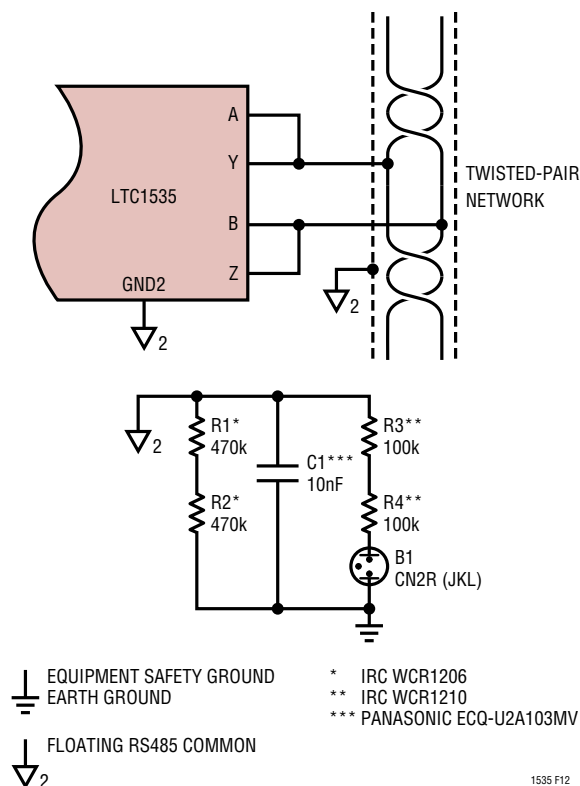 A
Y
LTC1535
B
Z
GND2
2
2
TWISTED-PAIR
NETWORK
2
R1*
470k
R2*
470k
C1***
10nF
R3**
100k
R4**
100k
B1
CN2R (JKL)
EQUIPMENT SAFETY GROUND
EARTH GROUND
FLOATING RS485 COMMON
2
* IRC WCR1206
** IRC WCR1210
*** PANASONIC ECQ-U2A103MV
1535 F12